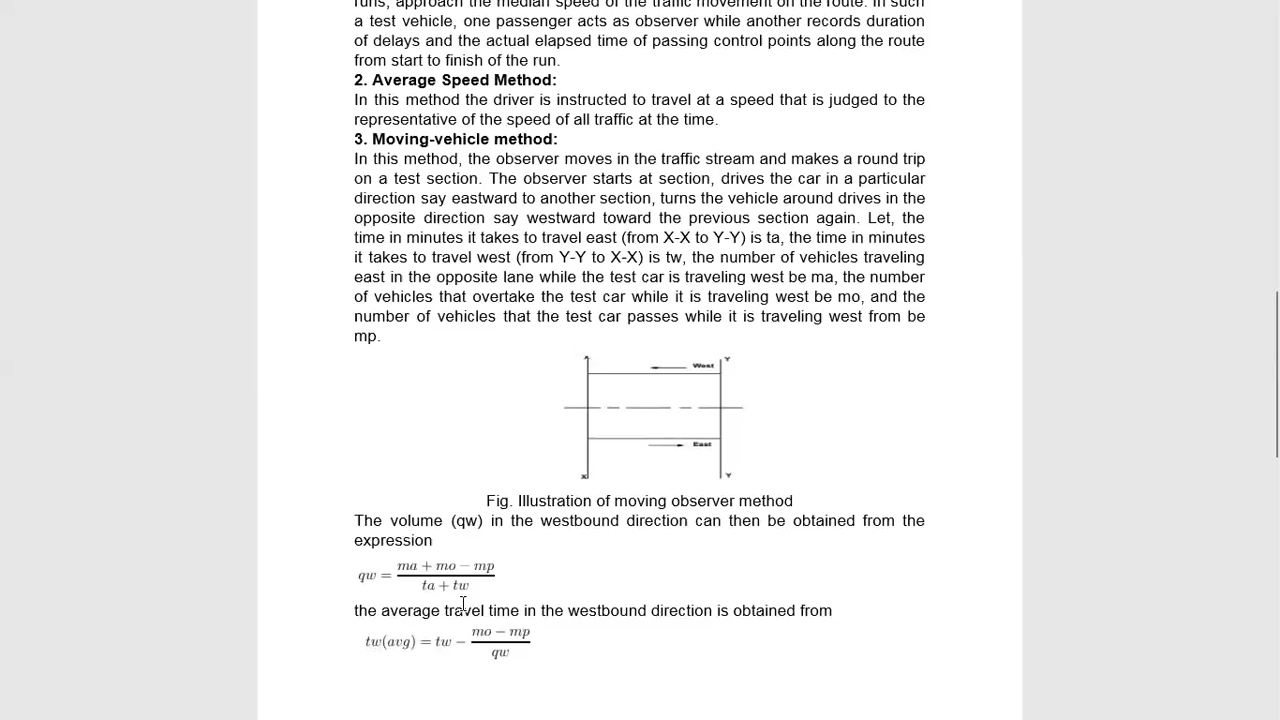 runs, approach the median speed of the traffic movement on the route. In such
a test vehicle, one passenger acts as observer while another records duration
of delays and the actual elapsed time of passing control points along the route
from start to finish of the run.
2. Average Speed Method:
In this method the driver is instructed to travel at a speed that is judged to the
representative of the speed of all traffic at the time.
3. Moving-vehicle method:
In this method, the observer moves in the traffic stream and makes a round trip
on a test section. The observer starts at section, drives the car in a particular
direction say eastward to another section, turns the vehicle around drives in the
opposite direction say westward toward the previous section again. Let, the
time in minutes it takes to travel east (from X-X to Y-Y) is ta, the time in minutes
it takes to travel west (from Y-Y to X-X) is tw, the number of vehicles traveling
east in the opposite lane while the test car is traveling west be ma, the number
of vehicles that overtake the test car while it is traveling west be mo, and the
number of vehicles that the test car passes while it is traveling west from be
mp.
Y
West
East
X Y
Fig. Illustration of moving observer method
The volume (qw) in the westbound direction can then be obtained from the
expression
qw = (ma + mo − mp) / (ta + tw)
the average travel time in the westbound direction is obtained from
tw(avg) = tw − (mo − mp) / qw